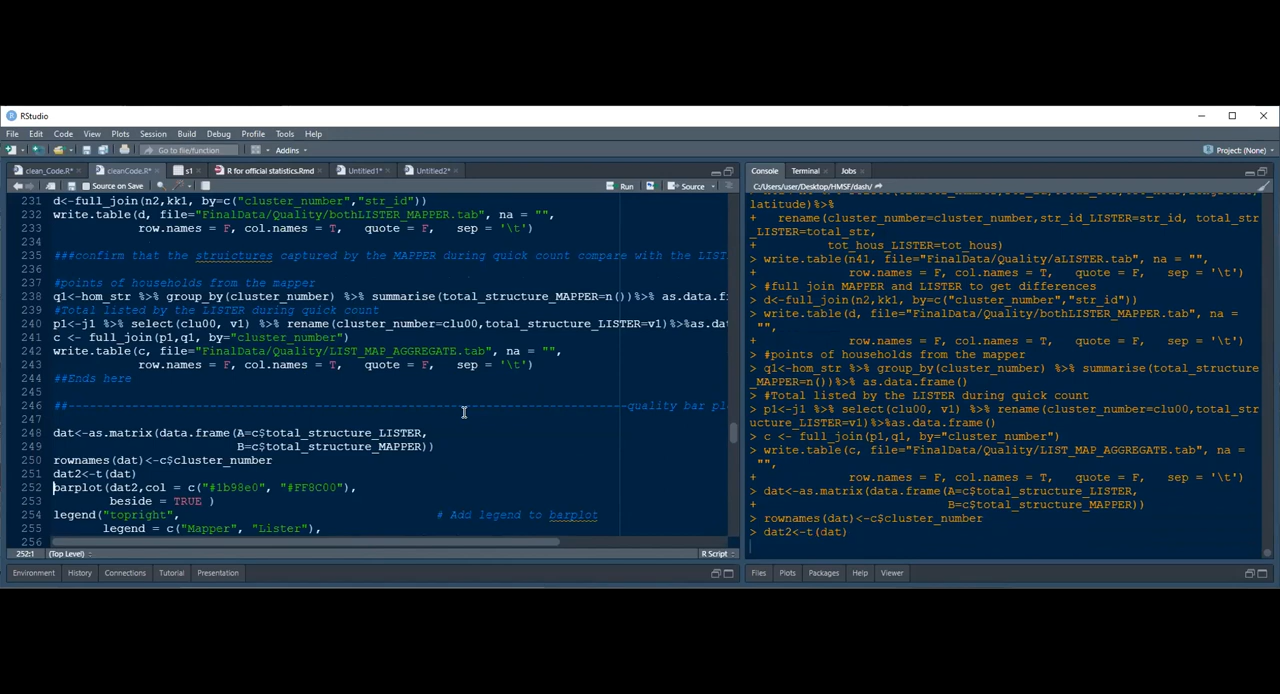 RStudio
File Edit Code View Plots Session Build Debug Profile Tools Help
Go to file/function Addins Project: (None)
clean_Code.R* cleanCode.R* s1 R for official statistics.Rmd Untitled1* Untitled2*
Source on Save Run Source
231 d<-full_join(n2,kk1, by=c("cluster_number","str_id"))
232 write.table(d, file="FinalData/Quality/bothLISTER_MAPPER.tab", na = "",
233 row.names = F, col.names = T, quote = F, sep = '\t')
234
235 ###confirm that the struictures captured by the MAPPER during quick count compare with the LIST
236
237 #points of households from the mapper
238 q1<-hom_str %>% group_by(cluster_number) %>% summarise(total_structure_MAPPER=n())%>% as.data.f
239 #Total listed by the LISTER during quick count
240 p1<-j1 %>% select(clu00, v1) %>% rename(cluster_number=clu00,total_structure_LISTER=v1)%>%as.da
241 c <- full_join(p1,q1, by="cluster_number")
242 write.table(c, file="FinalData/Quality/LIST_MAP_AGGREGATE.tab", na = "",
243 row.names = F, col.names = T, quote = F, sep = '\t')
244 ##Ends here
245
246 ##---------------------------------------------------------------------------------quality bar pl
247
248 dat<-as.matrix(data.frame(A=c$total_structure_LISTER,
249 B=c$total_structure_MAPPER))
250 rownames(dat)<-c$cluster_number
251 dat2<-t(dat)
252 barplot(dat2,col = c("#1b98e0", "#FF8C00"),
253 beside = TRUE )
254 legend("topright", # Add legend to barplot
255 legend = c("Mapper", "Lister"),
256
252:1 (Top Level) R Script
Environment History Connections Tutorial Presentation
Console Terminal Jobs
C:/Users/user/Desktop/HMSF/dash/
latitude)%>%
+ rename(cluster_number=cluster_number,str_id_LISTER=str_id, total_str
_LISTER=total_str,
+ tot_hous_LISTER=tot_hous)
> write.table(n41, file="FinalData/Quality/aLISTER.tab", na = "",
+ row.names = F, col.names = T, quote = F, sep = '\t')
> #full join MAPPER and LISTER to get differences
> d<-full_join(n2,kk1, by=c("cluster_number","str_id"))
> write.table(d, file="FinalData/Quality/bothLISTER_MAPPER.tab", na =
"",
+ row.names = F, col.names = T, quote = F, sep = '\t')
> #points of households from the mapper
> q1<-hom_str %>% group_by(cluster_number) %>% summarise(total_structure
_MAPPER=n())%>% as.data.frame()
> #Total listed by the LISTER during quick count
> p1<-j1 %>% select(clu00, v1) %>% rename(cluster_number=clu00,total_str
ucture_LISTER=v1)%>%as.data.frame()
> c <- full_join(p1,q1, by="cluster_number")
> write.table(c, file="FinalData/Quality/LIST_MAP_AGGREGATE.tab", na =
"",
+ row.names = F, col.names = T, quote = F, sep = '\t')
> dat<-as.matrix(data.frame(A=c$total_structure_LISTER,
+ B=c$total_structure_MAPPER))
> rownames(dat)<-c$cluster_number
> dat2<-t(dat)
Files Plots Packages Help Viewer